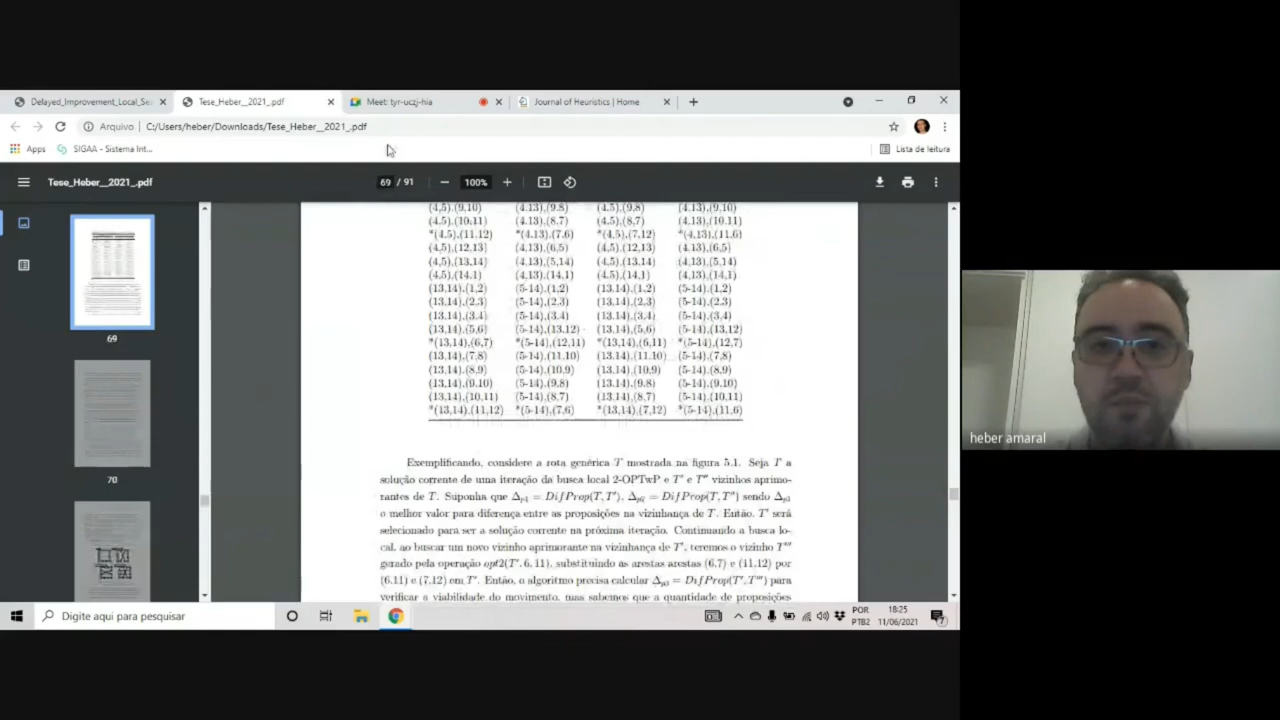 Delayed_Improvement_Local_Se
Tese_Heber__2021_.pdf
Meet: tyr-uczj-hia
Journal of Heuristics | Home
Arquivo
C:/Users/heber/Downloads/Tese_Heber__2021_.pdf
Apps
SIGAA - Sistema Int...
Lista de leitura
Tese_Heber__2021_.pdf
69 / 91
100%
69
70
(4,5),(9,10) (4,13),(9,8) (4,5),(9,8) (4,13),(9,10)
(4,5),(10,11) (4,13),(8,7) (4,5),(8,7) (4,13),(10,11)
*(4,5),(11,12) *(4,13),(7,6) *(4,5),(7,12) *(4,13),(11,6)
(4,5),(12,13) (4,13),(6,5) (4,5),(12,13) (4,13),(6,5)
(4,5),(13,14) (4,13),(5,14) (4,5),(13,14) (4,13),(5,14)
(4,5),(14,1) (4,13),(14,1) (4,5),(14,1) (4,13),(14,1)
(13,14),(1,2) (5-14),(1,2) (13,14),(1,2) (5-14),(1,2)
(13,14),(2,3) (5-14),(2,3) (13,14),(2,3) (5-14),(2,3)
(13,14),(3,4) (5-14),(3,4) (13,14),(3,4) (5-14),(3,4)
(13,14),(5,6) (5-14),(13,12) (13,14),(5,6) (5-14),(13,12)
*(13,14),(6,7) *(5-14),(12,11) *(13,14),(6,11) *(5-14),(12,7)
(13,14),(7,8) (5-14),(11,10) (13,14),(11,10) (5-14),(7,8)
(13,14),(8,9) (5-14),(10,9) (13,14),(10,9) (5-14),(8,9)
(13,14),(9,10) (5-14),(9,8) (13,14),(9,8) (5-14),(9,10)
(13,14),(10,11) (5-14),(8,7) (13,14),(8,7) (5-14),(10,11)
*(13,14),(11,12) *(5-14),(7,6) *(13,14),(7,12) *(5-14),(11,6)
Exemplificando, considere a rota genérica T mostrada na figura 5.1. Seja T a
solução corrente de uma iteração da busca local 2-OPTwP e T' e T'' vizinhos aprimo-
rantes de T. Suponha que Δp1 = DifProp(T,T'), Δp2 = DifProp(T,T'') sendo Δp1
o melhor valor para diferença entre as proposições na vizinhança de T. Então, T' será
selecionado para ser a solução corrente na próxima iteração. Continuando a busca lo-
cal, ao buscar um novo vizinho aprimorante na vizinhança de T', teremos o vizinho T'''
gerado pela operação opt2(T', 6, 11), substituindo as arestas arestas (6,7) e (11,12) por
(6,11) e (7,12) em T'. Então, o algoritmo precisa calcular Δp3 = DifProp(T',T''') para
verificar a viabilidade do movimento, mas sabemos que a quantidade de proposições
heber amaral
Digite aqui para pesquisar
POR
PTB2
18:25
11/06/2021